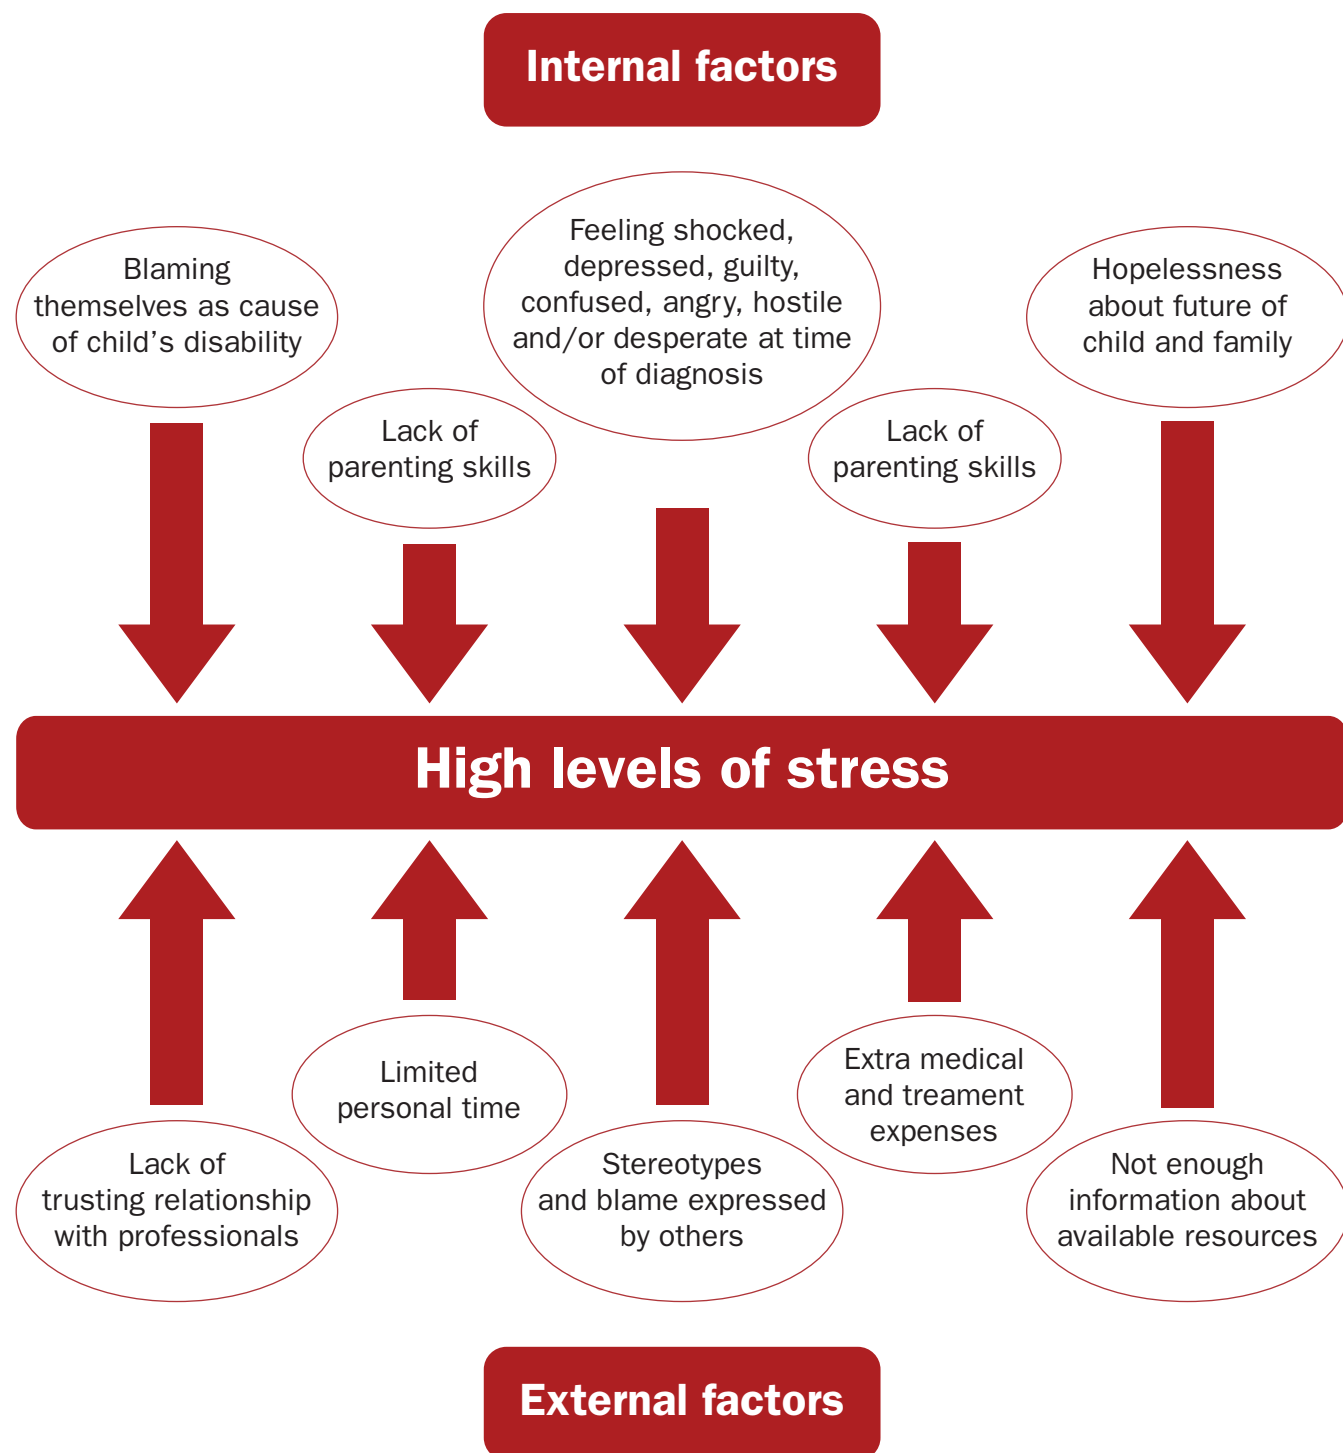 Internal factors
Blaming
themselves as cause
of child's disability
Lack of
parenting skills
Feeling shocked,
depressed, guilty,
confused, angry, hostile
and/or desperate at time
of diagnosis
Lack of
parenting skills
Hopelessness
about future of
child and family
High levels of stress
Lack of
trusting relationship
with professionals
Limited
personal time
Stereotypes
and blame expressed
by others
Extra medical
and treament
expenses
Not enough
information about
available resources
External factors